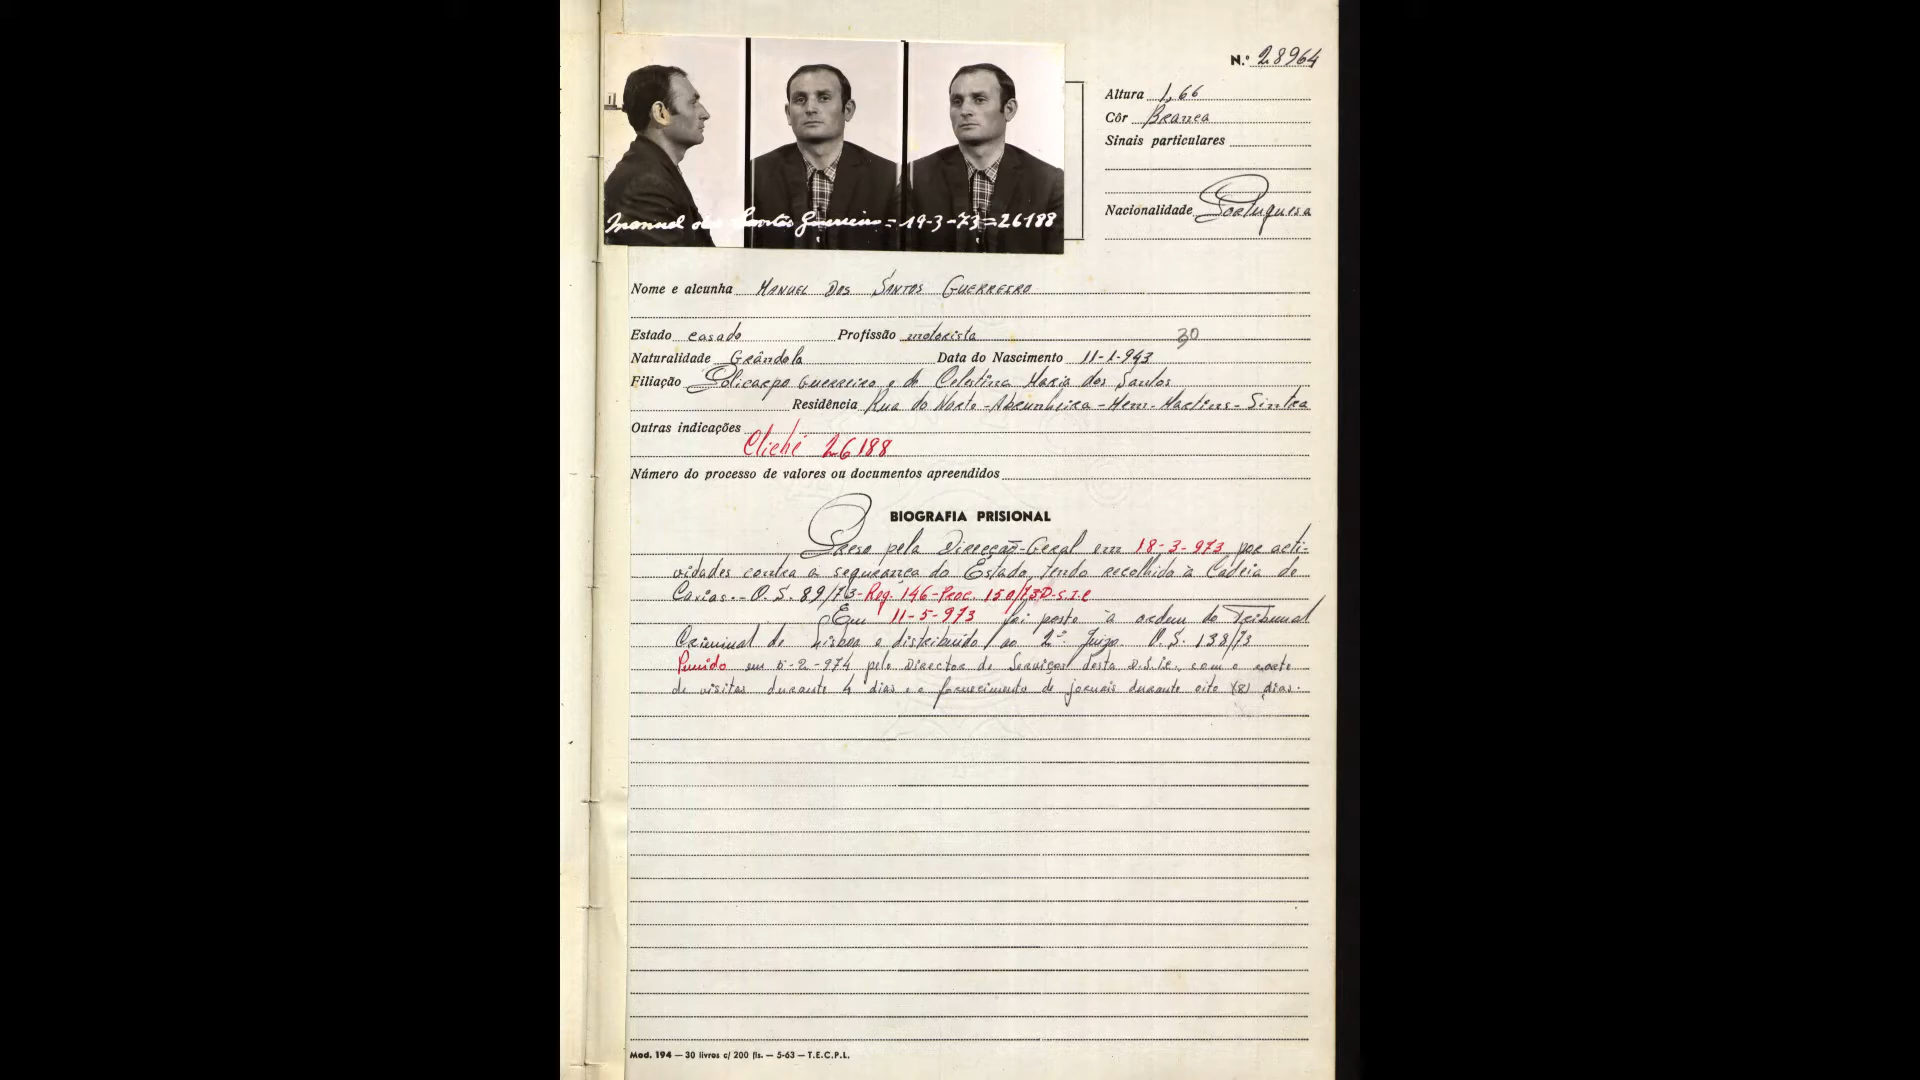 N.º 28964
Altura 1,66
Côr Branca
Sinais particulares
Nacionalidade Portuguesa
Manuel dos Santos Guerreiro = 19-3-73 = 26188
Nome e alcunha MANUEL DOS SANTOS GUERREIRO
Estado casado Profissão motorista 30
Naturalidade Grândola Data do Nascimento 11-1-943
Filiação Policarpo Guerreiro e de Celestina Maria dos Santos
Residência Rua do Norte-Abrunheira-Mem-Martins-Sintra
Outras indicações
Cliché 26188
Número do processo de valores ou documentos apreendidos
BIOGRAFIA PRISIONAL
Preso pela Direcção-Geral em 18-3-973 por acti-
vidades contra a segurança do Estado, tendo recolhido à Cadeia de
Caxias.- O.S. 89/73-Reg. 146-Proc. 150/73
Em 11-5-973 foi posto à ordem do Tribunal
Criminal de Lisboa e distribuido ao 2º Juizo. O.S. 138/73
Punido em 6-2-974 pelo Director de Serviços desta com o corte
de visitas durante 4 dias e o fornecimento de jornais durante oito (8) dias.
Mod. 194 — 30 livros c/ 200 fls. — 5-63 — T.E.C.P.L.